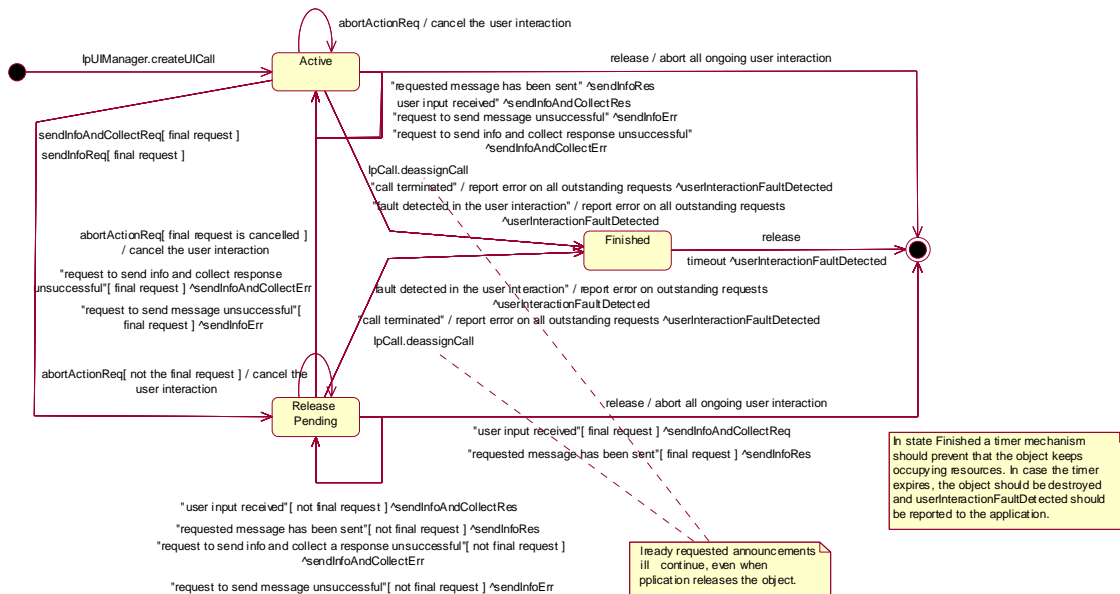 abortActionReq / cancel the user interaction
IpUIManager.createUICall
Active
release / abort all ongoing user interaction
"requested message has been sent" ^sendInfoRes
user input received" ^sendInfoAndCollectRes
"request to send message unsuccessful" ^sendInfoErr
"request to send info and collect response unsuccessful"
^sendInfoAndCollectErr
sendInfoAndCollectReq[ final request ]
sendInfoReq[ final request ]
IpCall.deassignCall
"call terminated" / report error on all outstanding requests ^userInteractionFaultDetected
"fault detected in the user interaction" / report error on all outstanding requests
^userInteractionFaultDetected
Finished
release
timeout ^userInteractionFaultDetected
abortActionReq[ final request is cancelled ]
/ cancel the user interaction
"request to send info and collect response
unsuccessful"[ final request ] ^sendInfoAndCollectErr
"request to send message unsuccessful"[
final request ] ^sendInfoErr
fault detected in the user interaction" / report error on outstanding requests
^userInteractionFaultDetected
"call terminated" / report error on all outstanding requests ^userInteractionFaultDetected
IpCall.deassignCall
abortActionReq[ not the final request ] / cancel the
user interaction
Release
Pending
release / abort all ongoing user interaction
"user input received"[ final request ] ^sendInfoAndCollectReq
"requested message has been sent"[ final request ] ^sendInfoRes
In state Finished a timer mechanism
should prevent that the object keeps
occupying resources. In case the timer
expires, the object should be destroyed
and userInteractionFaultDetected should
be reported to the application.
"user input received"[ not final request ] ^sendInfoAndCollectRes
"requested message has been sent"[ not final request ] ^sendInfoRes
"request to send info and collect a response unsuccessful"[ not final request ]
^sendInfoAndCollectErr
"request to send message unsuccessful"[ not final request ] ^sendInfoErr
lready requested announcements
ill continue, even when
pplication releases the object.